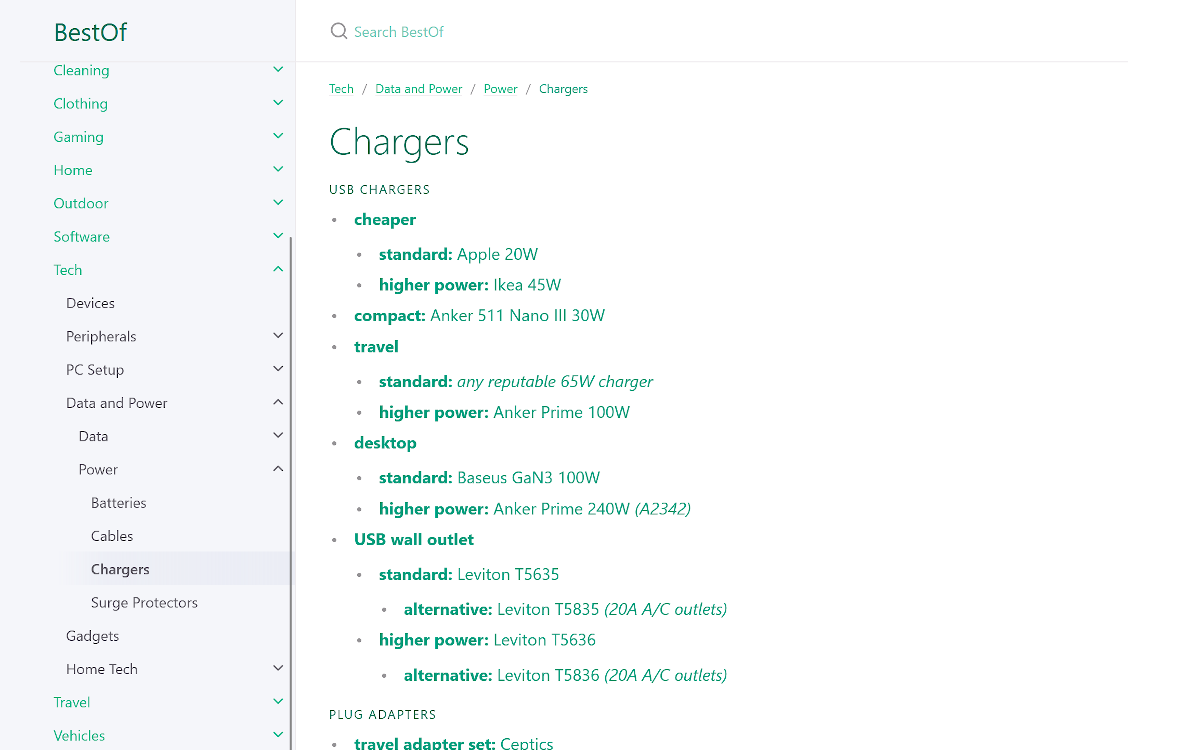 BestOf
Search BestOf
Cleaning
Clothing
Gaming
Home
Outdoor
Software
Tech
Devices
Peripherals
PC Setup
Data and Power
Data
Power
Batteries
Cables
Chargers
Surge Protectors
Gadgets
Home Tech
Travel
Vehicles
Tech / Data and Power / Power / Chargers
Chargers
USB CHARGERS
• cheaper
• standard: Apple 20W
• higher power: Ikea 45W
• compact: Anker 511 Nano III 30W
• travel
• standard: any reputable 65W charger
• higher power: Anker Prime 100W
• desktop
• standard: Baseus GaN3 100W
• higher power: Anker Prime 240W (A2342)
• USB wall outlet
• standard: Leviton T5635
• alternative: Leviton T5835 (20A A/C outlets)
• higher power: Leviton T5636
• alternative: Leviton T5836 (20A A/C outlets)
PLUG ADAPTERS
• travel adapter set: Ceptics